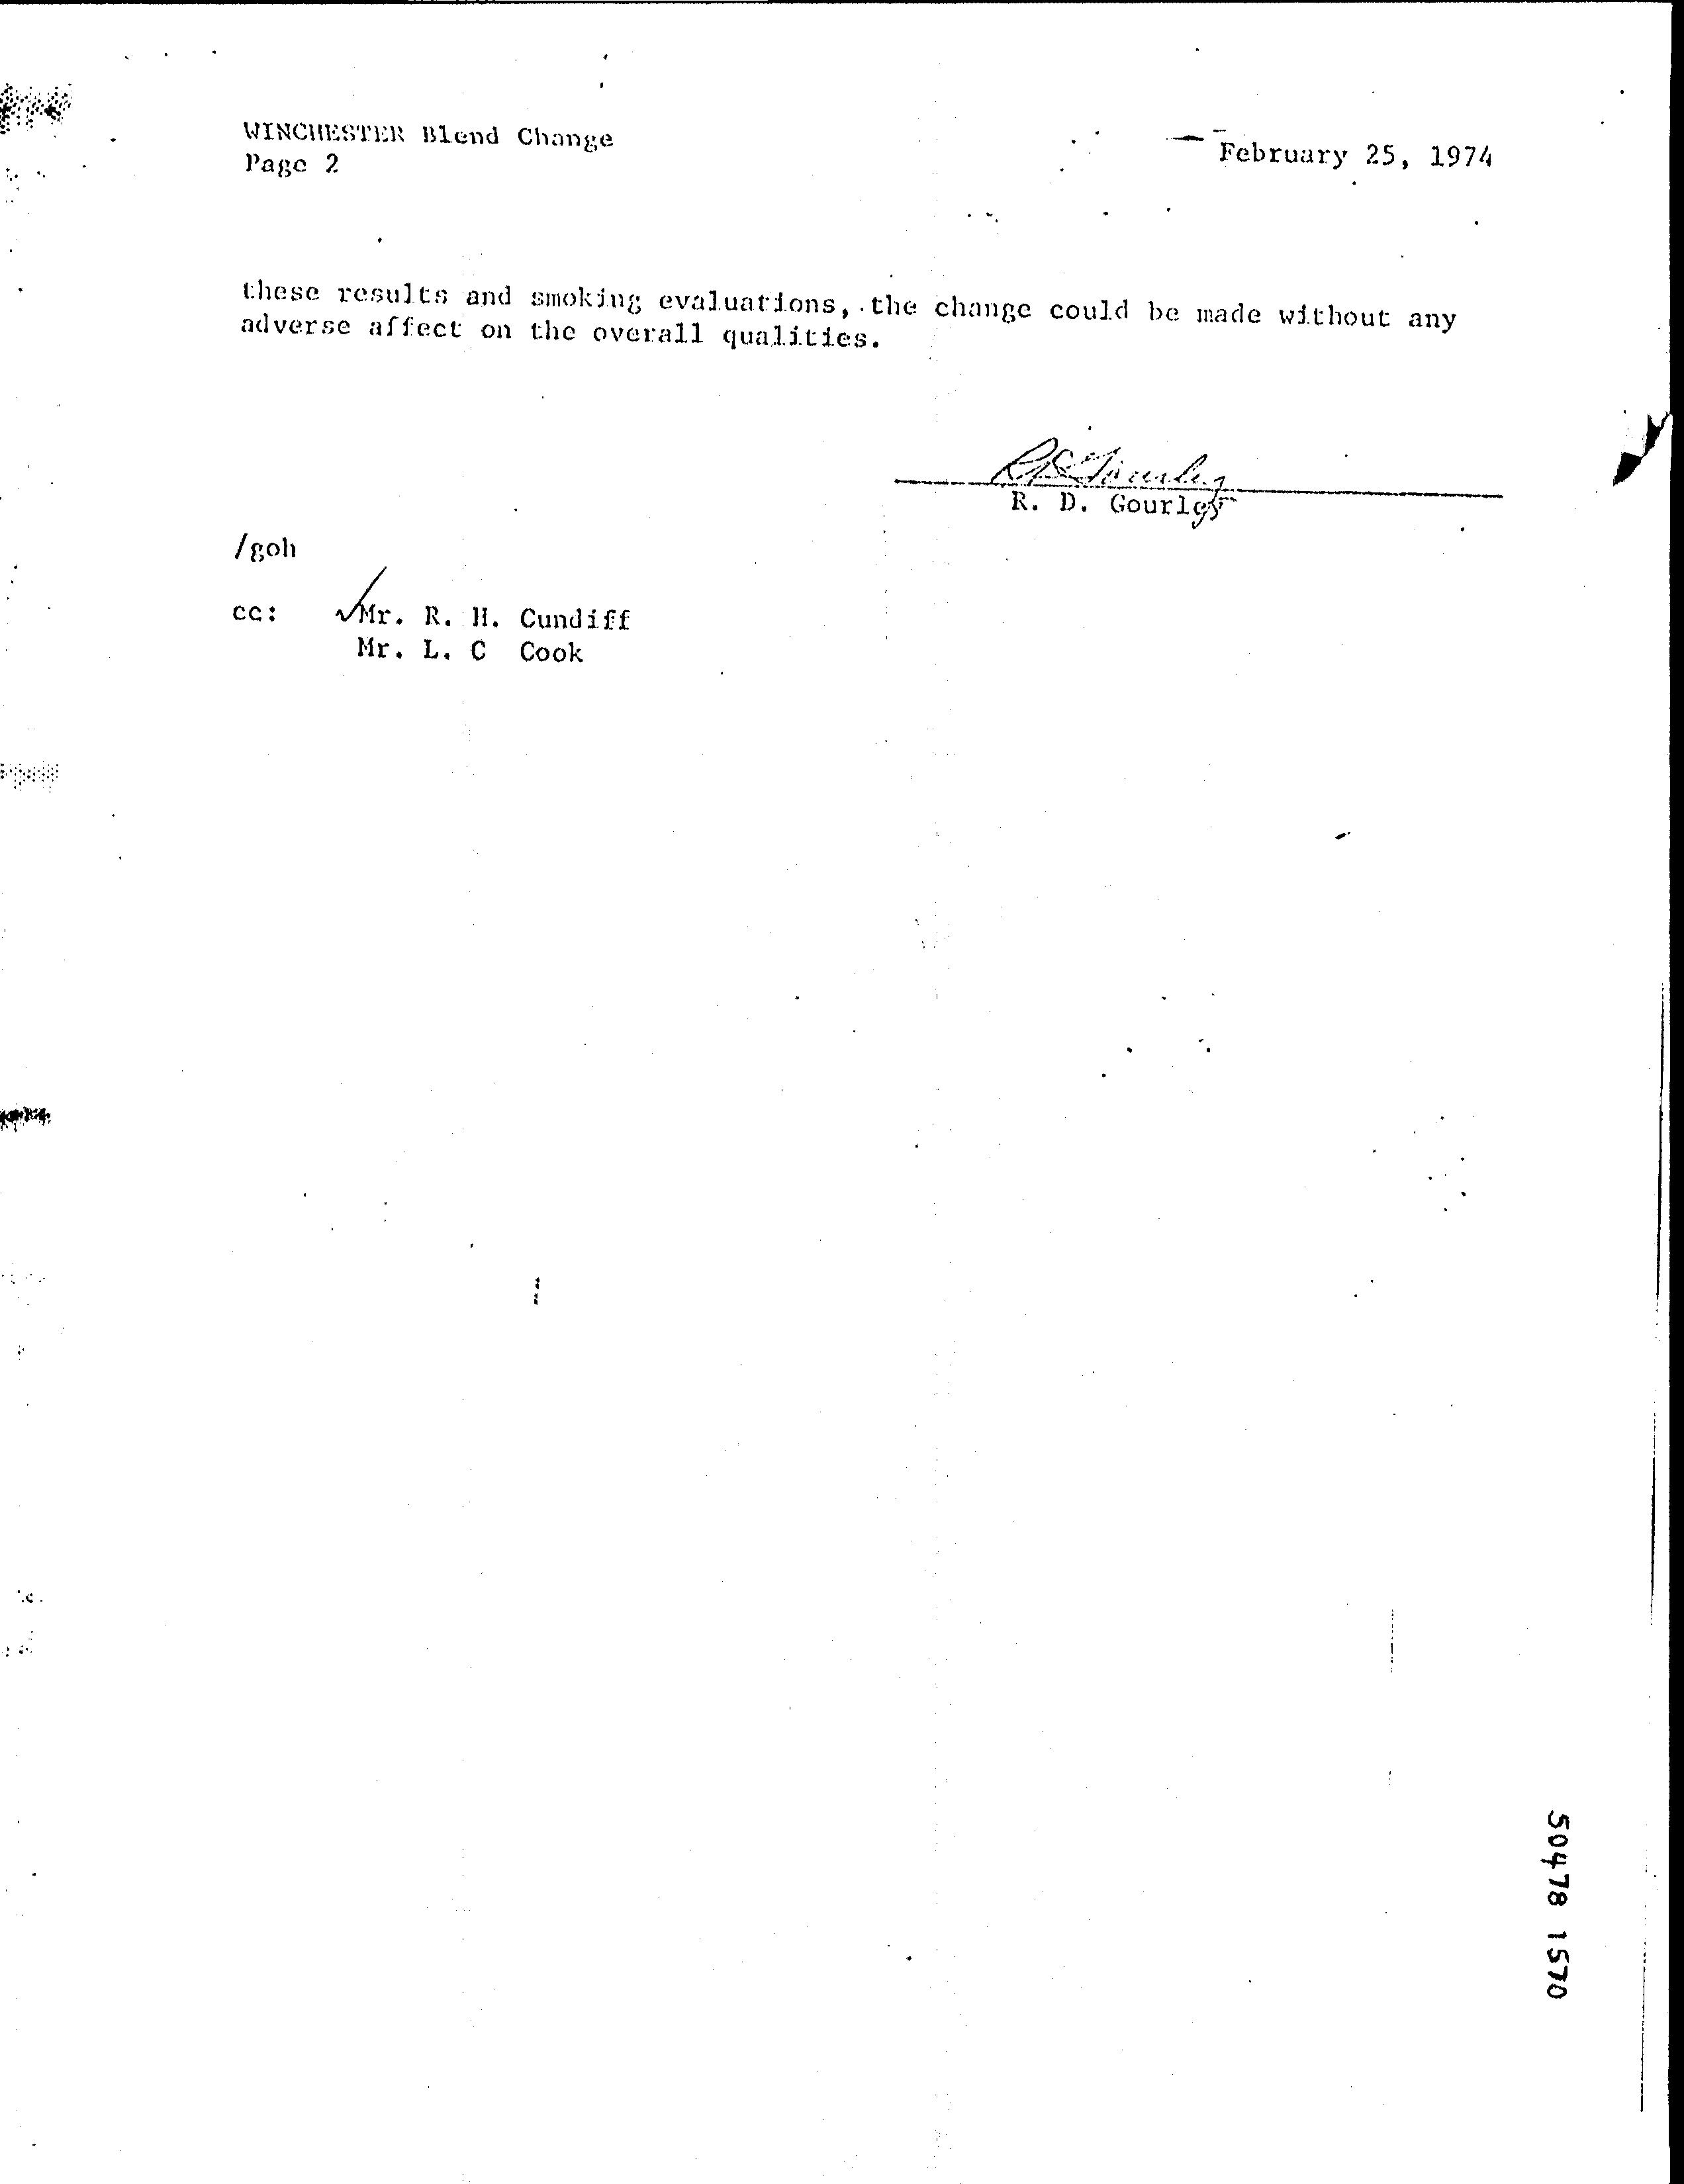 WINCHESTER Blend Change
Page 2
February 25, 1974
these results and smoking evaluations, the change could be made without any
adverse affect on the overall qualities.
R. D. Gourley
R. D. Gourley
/goh
cc: Mr. R. H. Cundiff
Mr. L. C Cook
50478 1570